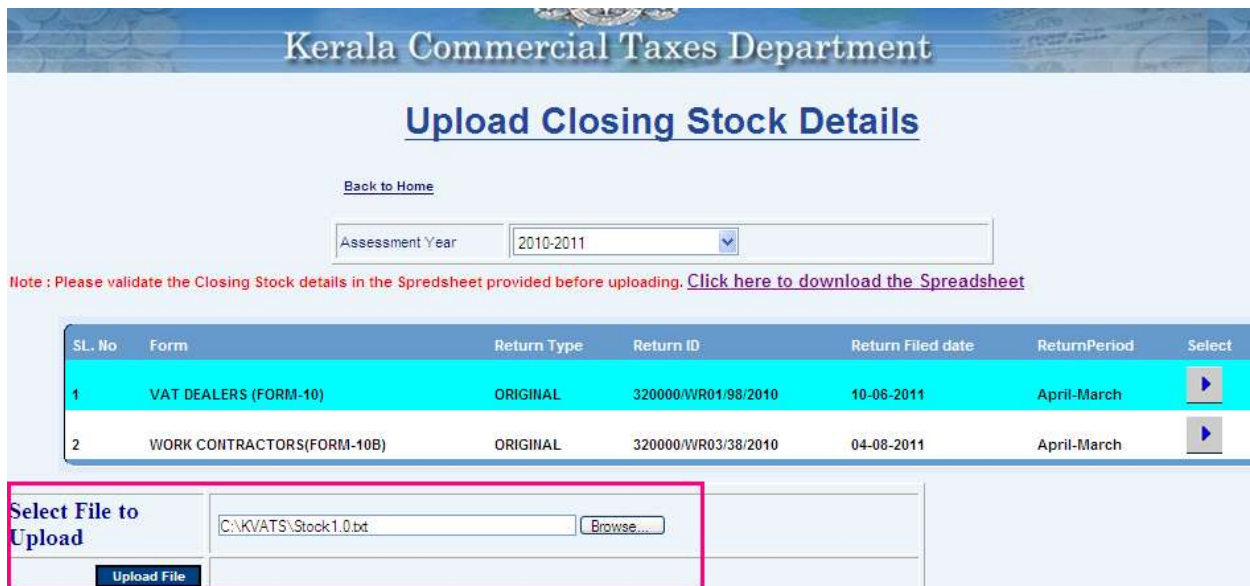 Kerala Commercial Taxes Department
Upload Closing Stock Details
Back to Home
Assessment Year 2010-2011
Note : Please validate the Closing Stock details in the Spredsheet provided before uploading. Click here to download the Spreadsheet
SL. No Form Return Type Return ID Return Filed date ReturnPeriod Select
1 VAT DEALERS (FORM-10) ORIGINAL 320000/WR01/98/2010 10-06-2011 April-March
2 WORK CONTRACTORS(FORM-10B) ORIGINAL 320000/WR03/38/2010 04-08-2011 April-March
Select File to
Upload
C:\KVATS\Stock1.0.txt Browse...
Upload File